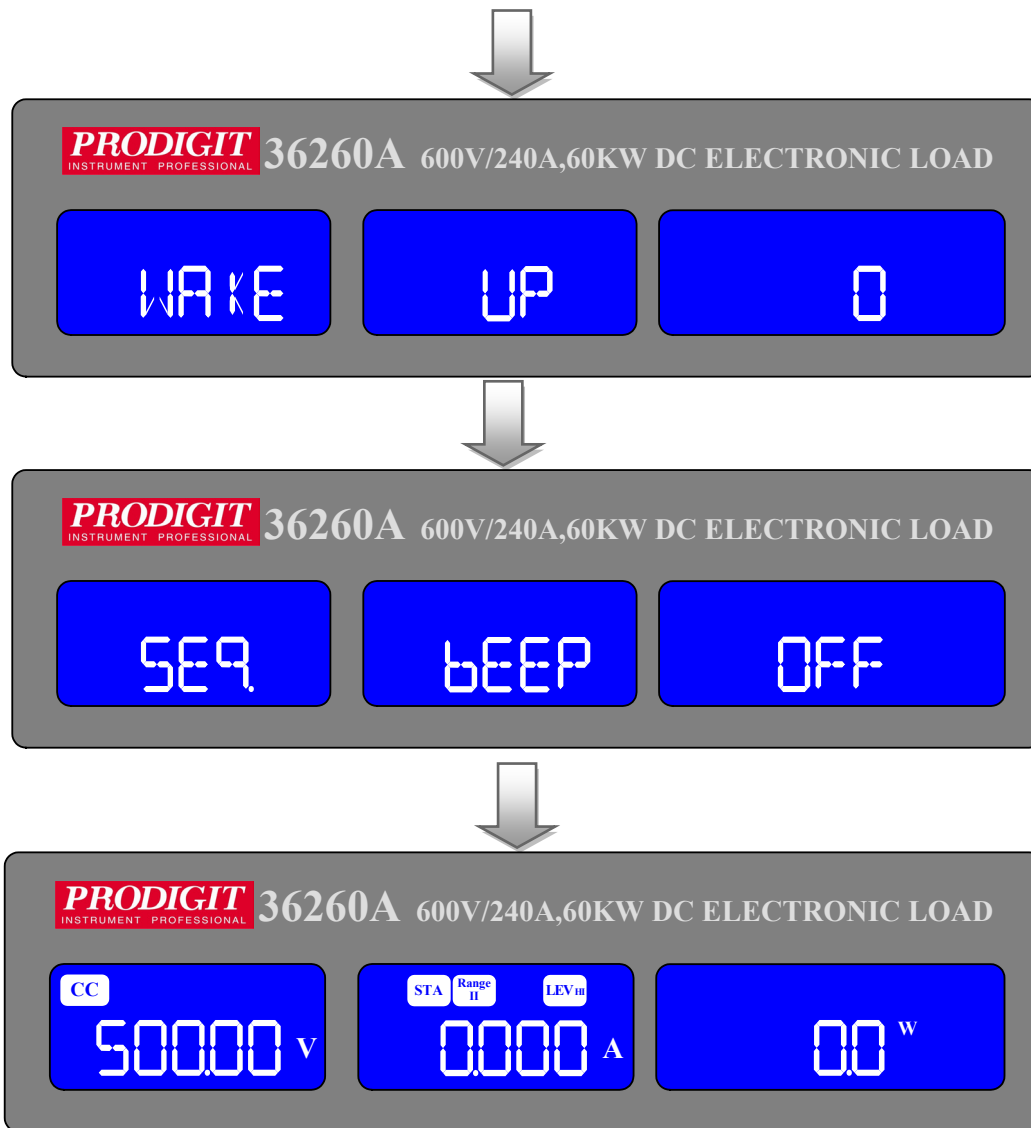 PRODIGIT
INSTRUMENT PROFESSIONAL
36260A 600V/240A,60KW DC ELECTRONIC LOAD
WAKE UP 0
PRODIGIT
INSTRUMENT PROFESSIONAL
36260A 600V/240A,60KW DC ELECTRONIC LOAD
SEq. bEEP OFF
PRODIGIT
INSTRUMENT PROFESSIONAL
36260A 600V/240A,60KW DC ELECTRONIC LOAD
CC STA Range II LEV HI
500.00 V 0.000 A 0.0 W